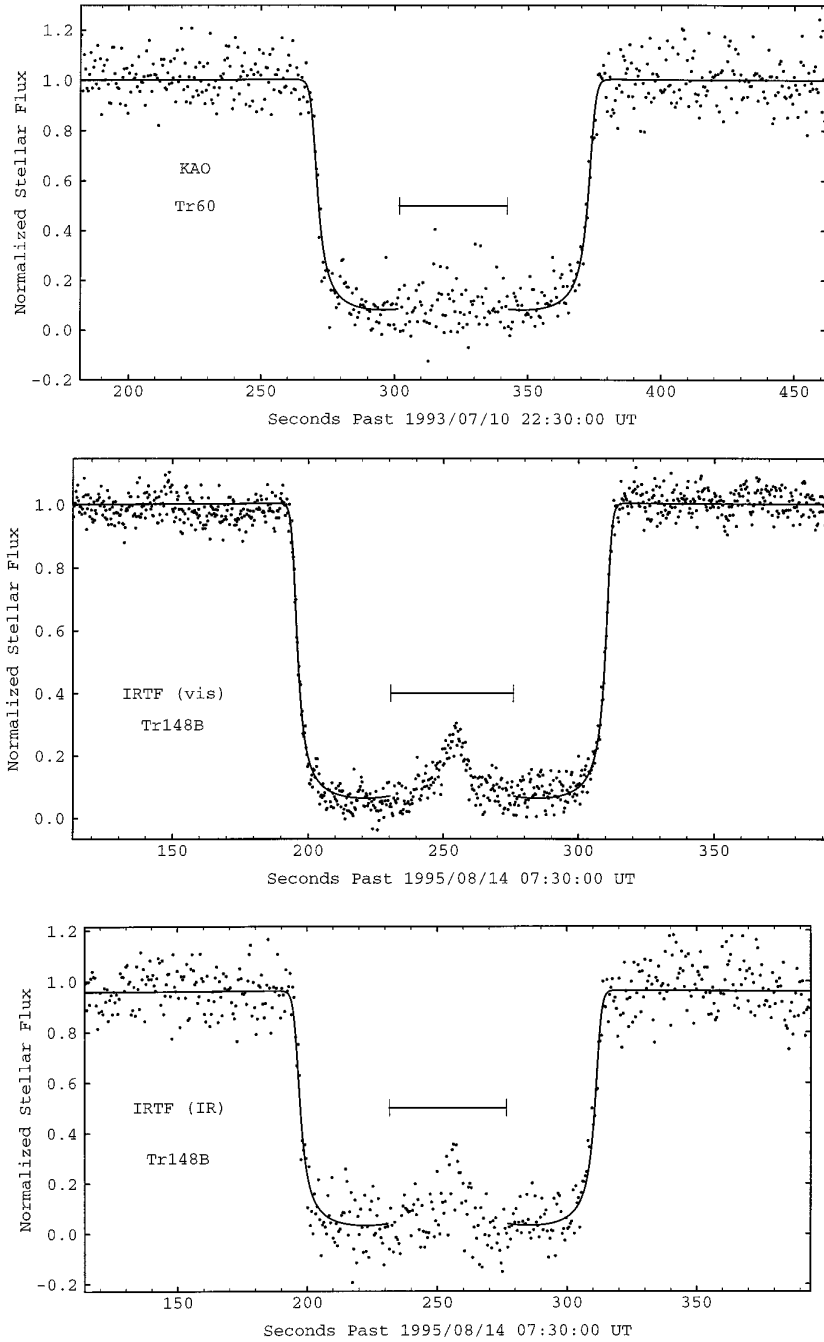 1.2
1.0
0.8
0.6
0.4
0.2
0.0
-0.2
Normalized Stellar Flux
KAO
Tr60
200 250 300 350 400 450
Seconds Past 1993/07/10 22:30:00 UT
1.0
0.8
0.6
0.4
0.2
0.0
Normalized Stellar Flux
IRTF (vis)
Tr148B
150 200 250 300 350
Seconds Past 1995/08/14 07:30:00 UT
1.2
1.0
0.8
0.6
0.4
0.2
0.0
-0.2
Normalized Stellar Flux
IRTF (IR)
Tr148B
150 200 250 300 350
Seconds Past 1995/08/14 07:30:00 UT